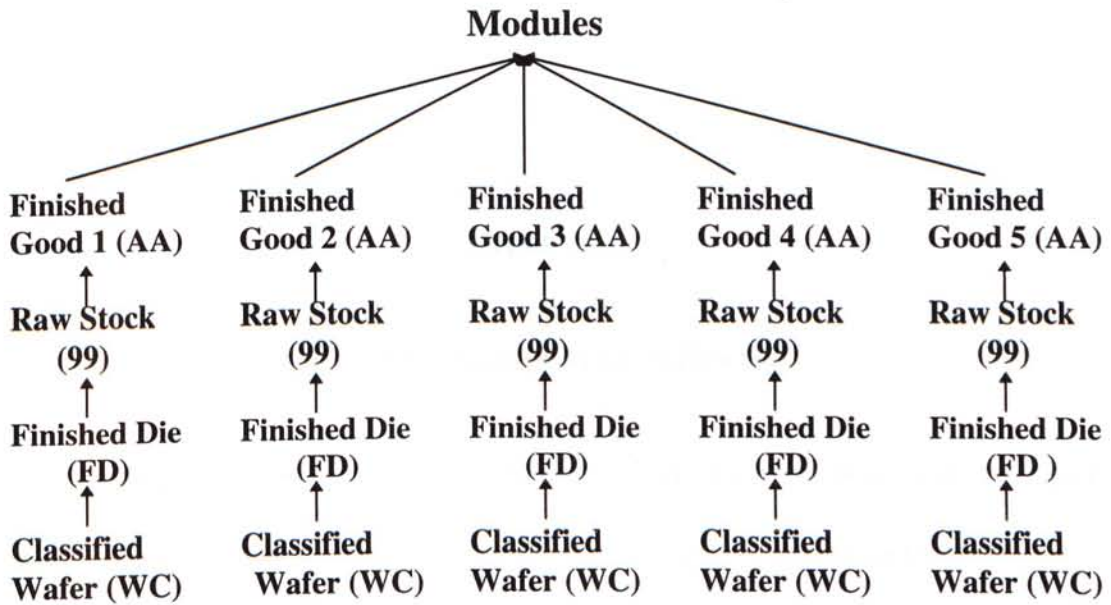 Modules
Finished Finished Finished Finished Finished
Good 1 (AA) Good 2 (AA) Good 3 (AA) Good 4 (AA) Good 5 (AA)
Raw Stock Raw Stock Raw Stock Raw Stock Raw Stock
(99) (99) (99) (99) (99)
Finished Die Finished Die Finished Die Finished Die Finished Die
(FD) (FD) (FD) (FD) (FD )
Classified Classified Classified Classified Classified
Wafer (WC) Wafer (WC) Wafer (WC) Wafer (WC) Wafer (WC)